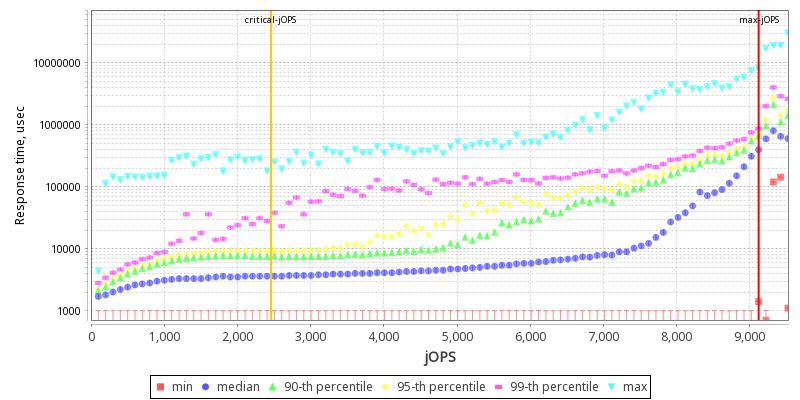 critical-jOPS max-jOPS
10000000
1000000
100000
10000
1000
Response time, usec
0 1,000 2,000 3,000 4,000 5,000 6,000 7,000 8,000 9,000
jOPS
min median 90-th percentile 95-th percentile 99-th percentile max